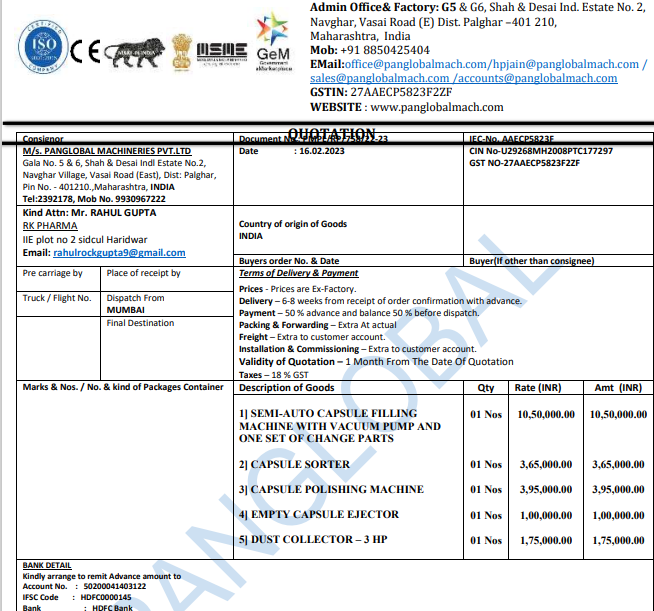 CERTIFIED
ISO
COMPANY
CE
MAKE IN INDIA
MSME
GeM
Government
eMarketplace
Admin Office& Factory: G5 & G6, Shah & Desai Ind. Estate No. 2,
Navghar, Vasai Road (E) Dist. Palghar –401 210,
Maharashtra, India
Mob: +91 8850425404
EMail:office@panglobalmach.com/hpjain@panglobalmach.com /
sales@panglobalmach.com /accounts@panglobalmach.com
GSTIN: 27AAECP5823F2ZF
WEBSITE : www.panglobalmach.com
QUOTATION
Consignor
M/s. PANGLOBAL MACHINERIES PVT.LTD
Gala No. 5 & 6, Shah & Desai Indl Estate No.2,
Navghar Village, Vasai Road (East), Dist: Palghar,
Pin No. - 401210.,Maharashtra, INDIA
Tel:2392178, Mob No. 9930967222
Document No.
Date : 16.02.2023
IEC-No. AAECP5823F
CIN No-U29268MH2008PTC177297
GST NO-27AAECP5823F2ZF
Kind Attn: Mr. RAHUL GUPTA
RK PHARMA
IIE plot no 2 sidcul Haridwar
Email: rahulrockgupta9@gmail.com
Country of origin of Goods
INDIA
Buyers order No. & Date
Buyer(If other than consignee)
Pre carriage by
Place of receipt by
Truck / Flight No.
Dispatch From
MUMBAI
Final Destination
Terms of Delivery & Payment
Prices - Prices are Ex-Factory.
Delivery – 6-8 weeks from receipt of order confirmation with advance.
Payment – 50 % advance and balance 50 % before dispatch.
Packing & Forwarding – Extra At actual
Freight – Extra to customer account.
Installation & Commissioning – Extra to customer account.
Validity of Quotation – 1 Month From The Date Of Quotation
Taxes – 18 % GST
Marks & Nos. / No. & kind of Packages Container
Description of Goods Qty Rate (INR) Amt (INR)
1] SEMI-AUTO CAPSULE FILLING 01 Nos 10,50,000.00 10,50,000.00
MACHINE WITH VACUUM PUMP AND
ONE SET OF CHANGE PARTS
2] CAPSULE SORTER 01 Nos 3,65,000.00 3,65,000.00
3] CAPSULE POLISHING MACHINE 01 Nos 3,95,000.00 3,95,000.00
4] EMPTY CAPSULE EJECTOR 01 Nos 1,00,000.00 1,00,000.00
5] DUST COLLECTOR – 3 HP 01 Nos 1,75,000.00 1,75,000.00
PANGLOBAL
BANK DETAIL
Kindly arrange to remit Advance amount to
Account No. : 50200041403122
IFSC Code : HDFC0000145
Bank : HDFC Bank